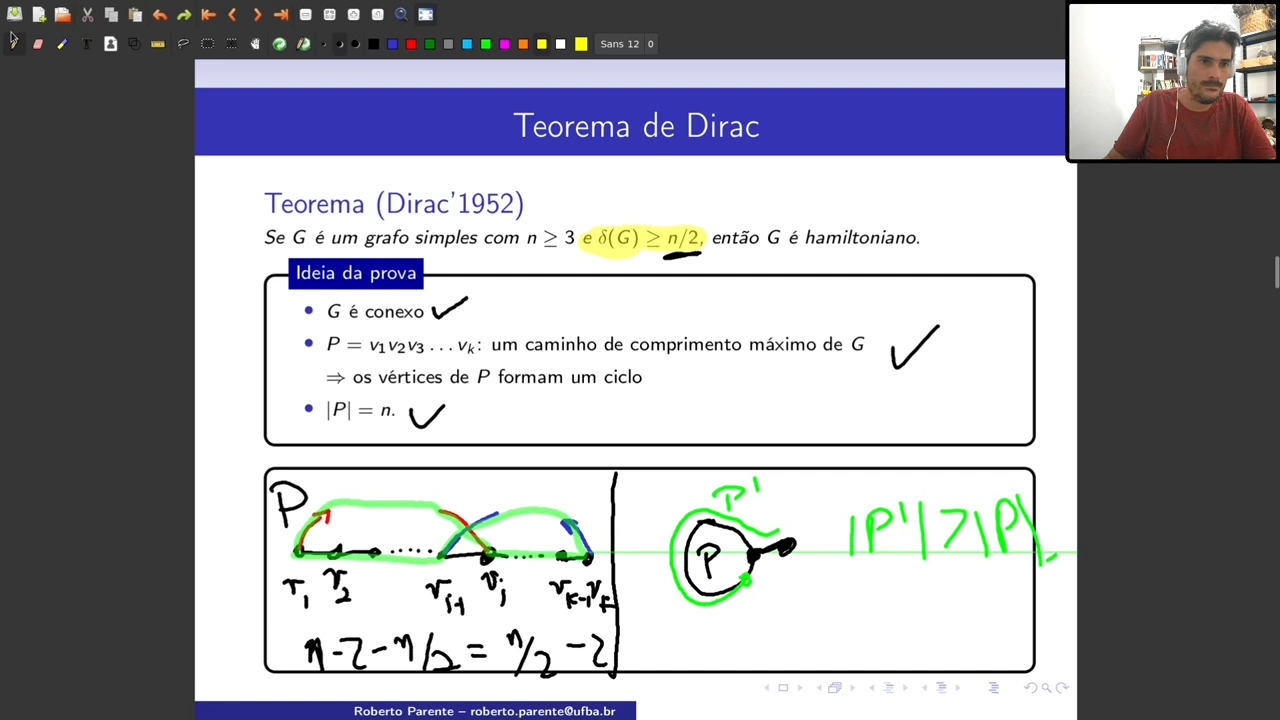 Sans 12 0
Teorema de Dirac
Teorema (Dirac'1952)
Se G é um grafo simples com n ≥ 3 e δ(G) ≥ n/2, então G é hamiltoniano.
Ideia da prova
• G é conexo
• P = v₁v₂v₃ . . . vₖ: um caminho de comprimento máximo de G
⇒ os vértices de P formam um ciclo
• |P| = n.
P
v₁ v₂ vᵢ₋₁ vᵢ vₖ₋₁ vₖ
n - 2 - n/2 = n/2 - 2
P'
P
|P'| > |P|.
Roberto Parente – roberto.parente@ufba.br